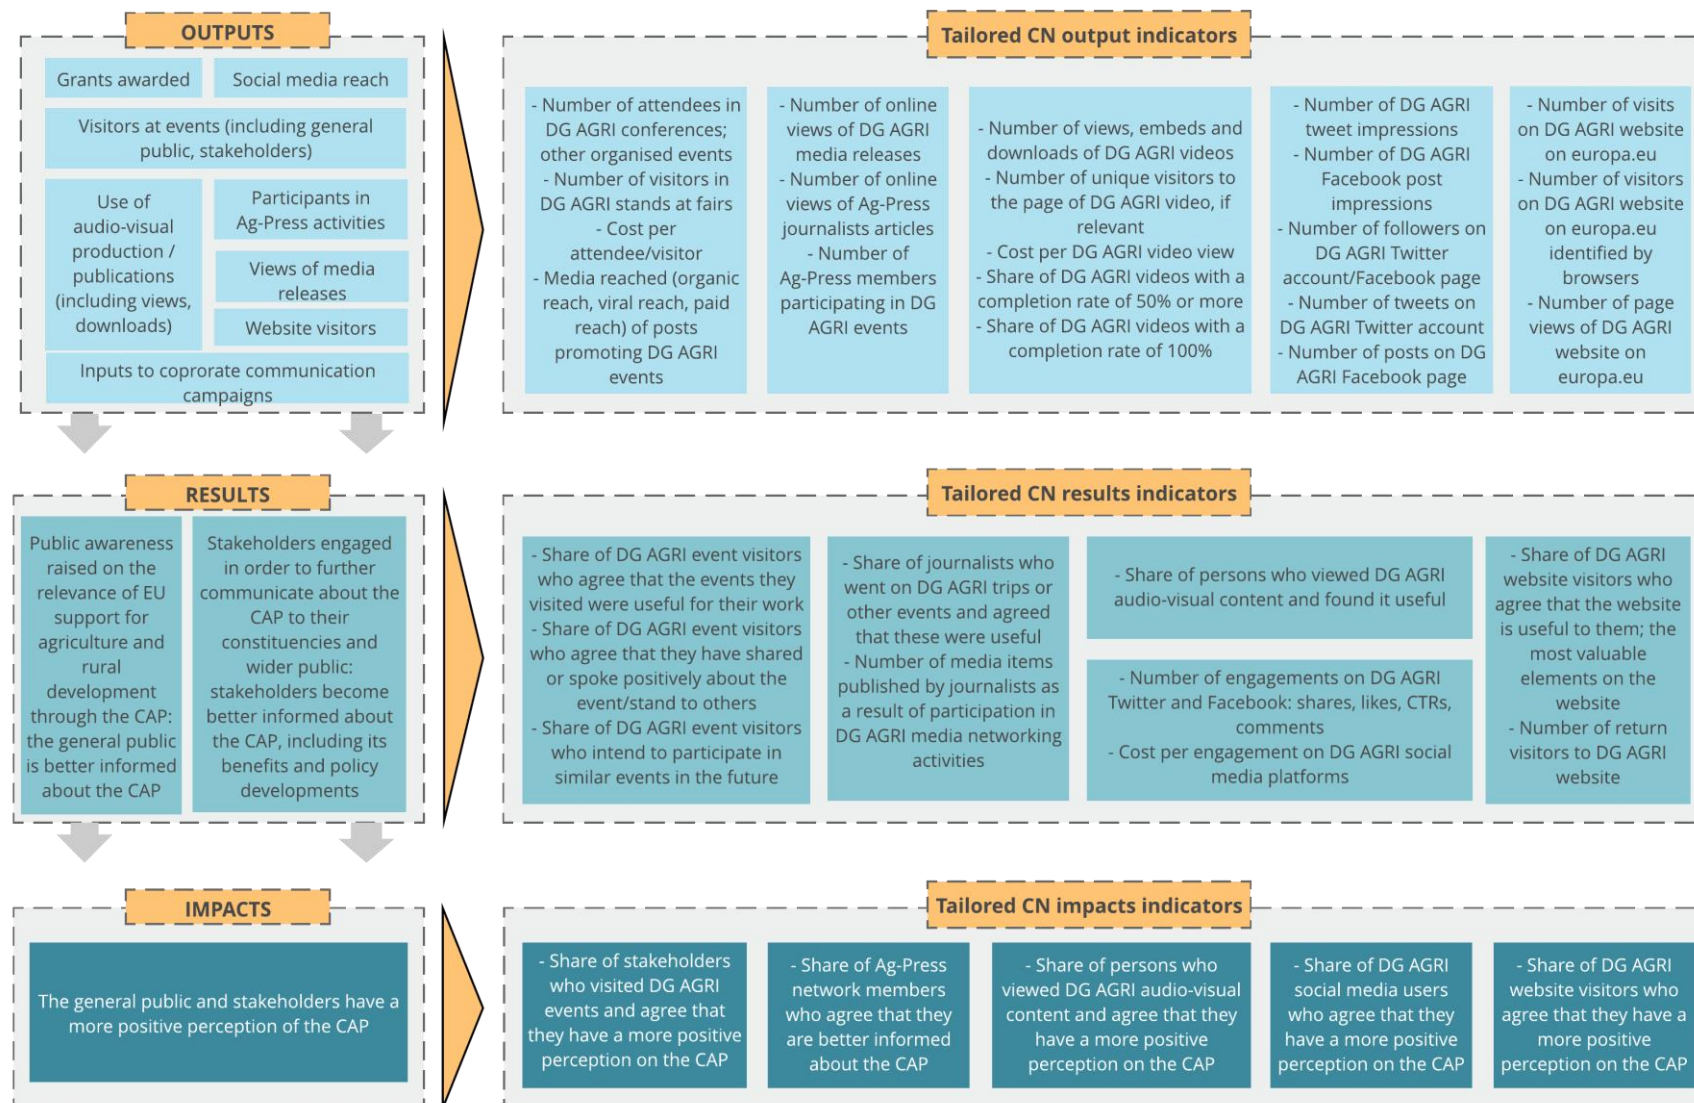 OUTPUTS
Grants awarded
Social media reach
Visitors at events (including general
public, stakeholders)
Use of
audio-visual
production /
publications
(including views,
downloads)
Participants in
Ag-Press activities
Views of media
releases
Website visitors
Inputs to coprorate communication
campaigns
Tailored CN output indicators
- Number of attendees in
DG AGRI conferences;
other organised events
- Number of visitors in
DG AGRI stands at fairs
- Cost per
attendee/visitor
- Media reached (organic
reach, viral reach, paid
reach) of posts
promoting DG AGRI
events
- Number of online
views of DG AGRI
media releases
- Number of online
views of Ag-Press
journalists articles
- Number of
Ag-Press members
participating in DG
AGRI events
- Number of views, embeds and
downloads of DG AGRI videos
- Number of unique visitors to
the page of DG AGRI video, if
relevant
- Cost per DG AGRI video view
- Share of DG AGRI videos with a
completion rate of 50% or more
- Share of DG AGRI videos with a
completion rate of 100%
- Number of DG AGRI
tweet impressions
- Number of DG AGRI
Facebook post
impressions
- Number of followers on
DG AGRI Twitter
account/Facebook page
- Number of tweets on
DG AGRI Twitter account
- Number of posts on DG
AGRI Facebook page
- Number of visits
on DG AGRI website
on europa.eu
- Number of visitors
on DG AGRI website
on europa.eu
identified by
browsers
- Number of page
views of DG AGRI
website on
europa.eu
RESULTS
Public awareness
raised on the
relevance of EU
support for
agriculture and
rural
development
through the CAP:
the general public
is better informed
about the CAP
Stakeholders engaged
in order to further
communicate about the
CAP to their
constituencies and
wider public:
stakeholders become
better informed about
the CAP, including its
benefits and policy
developments
Tailored CN results indicators
- Share of DG AGRI event visitors
who agree that the events they
visited were useful for their work
- Share of DG AGRI event visitors
who agree that they have shared
or spoke positively about the
event/stand to others
- Share of DG AGRI event visitors
who intend to participate in
similar events in the future
- Share of journalists who
went on DG AGRI trips or
other events and agreed
that these were useful
- Number of media items
published by journalists as
a result of participation in
DG AGRI media networking
activities
- Share of persons who viewed DG AGRI
audio-visual content and found it useful
- Number of engagements on DG AGRI
Twitter and Facebook: shares, likes, CTRs,
comments
- Cost per engagement on DG AGRI social
media platforms
- Share of DG AGRI
website visitors who
agree that the website
is useful to them; the
most valuable
elements on the
website
- Number of return
visitors to DG AGRI
website
IMPACTS
The general public and stakeholders have a
more positive perception of the CAP
Tailored CN impacts indicators
- Share of stakeholders
who visited DG AGRI
events and agree that
they have a more positive
perception on the CAP
- Share of Ag-Press
network members
who agree that they
are better informed
about the CAP
- Share of persons who
viewed DG AGRI audio-visual
content and agree that they
have a more positive
perception on the CAP
- Share of DG AGRI
social media users
who agree that they
have a more positive
perception on the CAP
- Share of DG AGRI
website visitors who
agree that they have a
more positive
perception on the CAP